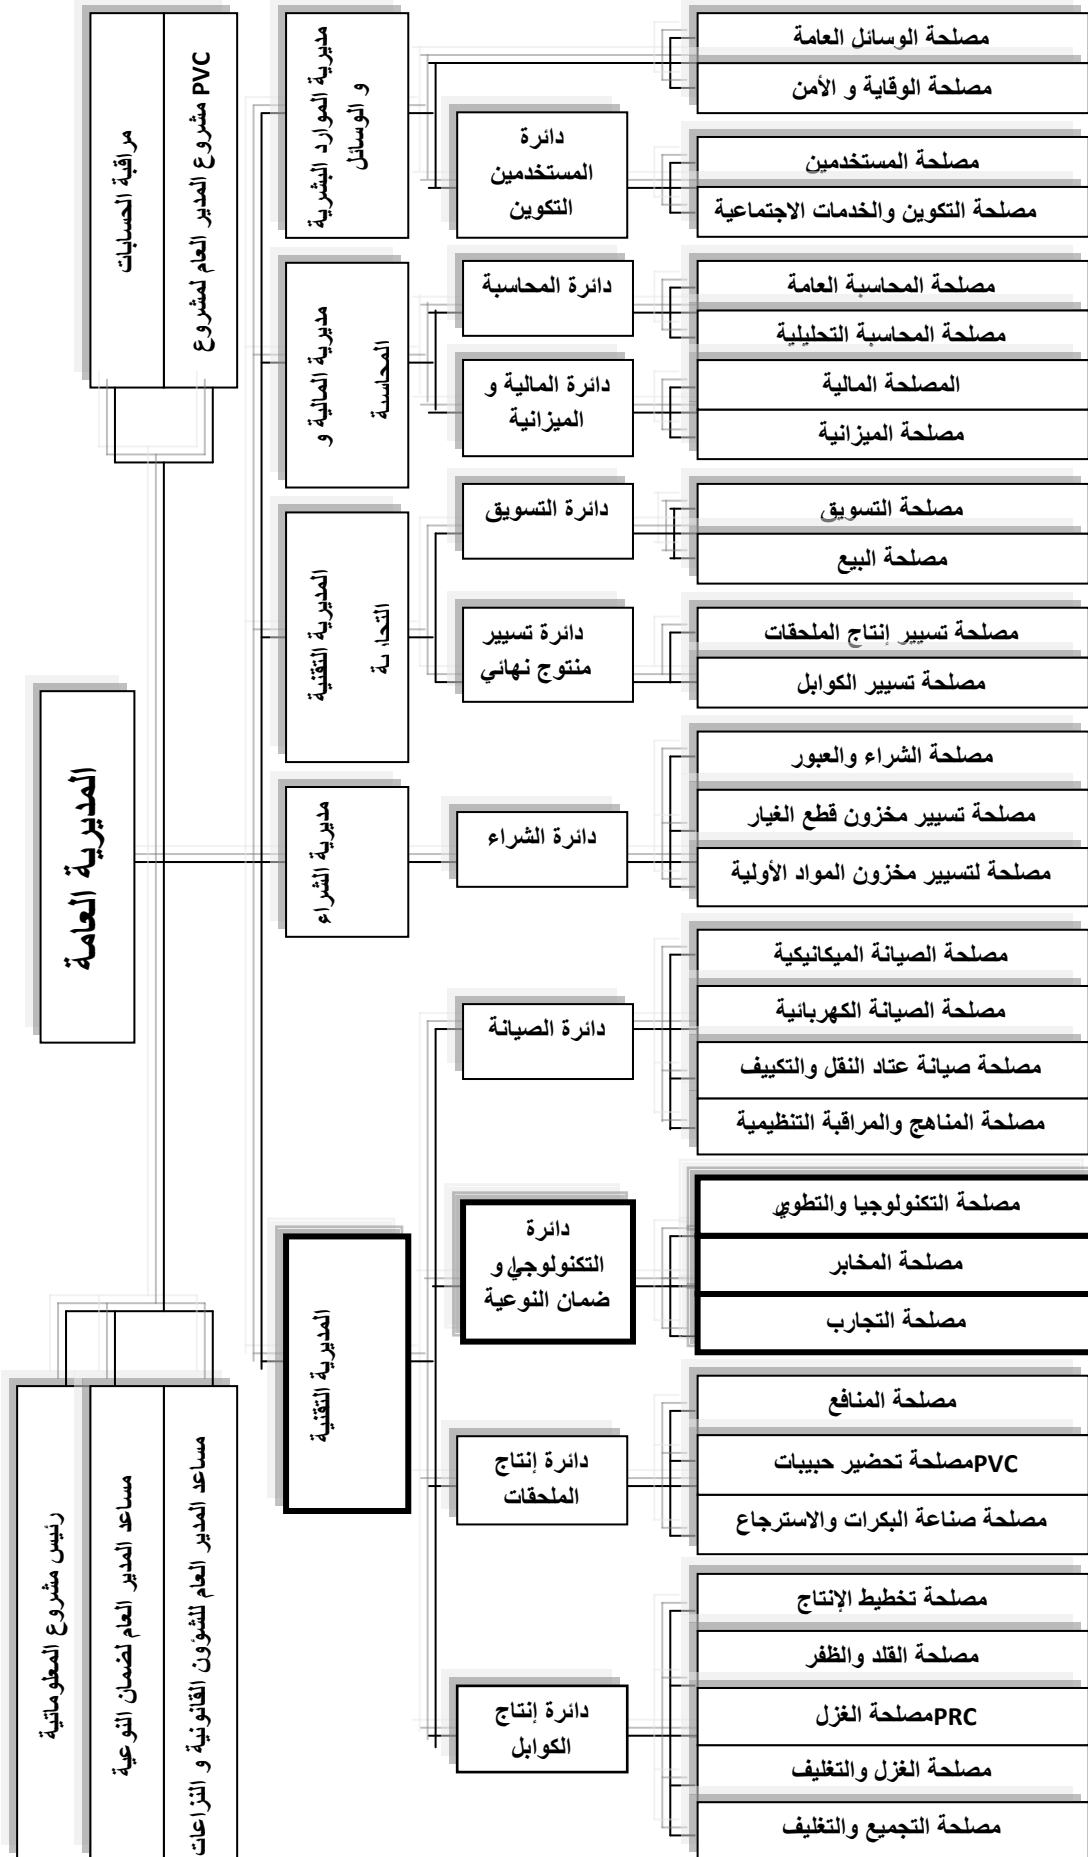 المديرية العامة
مراقبة الحسابات
PVC مشروع المدير العام لمشروع
رئيس مشروع المعلوماتية
مساعد المدير العام لضمان النوعية
مساعد المدير العام للشؤون القانونية و النزاعات
مديرية الموارد البشرية
و الوسائل
دائرة
المستخدمين
التكوين
مصلحة الوسائل العامة
مصلحة الوقاية و الأمن
مصلحة المستخدمين
مصلحة التكوين والخدمات الاجتماعية
مديرية المالية و
المحاسبة
دائرة المحاسبة
مصلحة المحاسبة العامة
مصلحة المحاسبة التحليلية
دائرة المالية و
الميزانية
المصلحة المالية
مصلحة الميزانية
المديرية التقنية
التجارية
دائرة التسويق
مصلحة التسويق
مصلحة البيع
دائرة تسيير
منتوج نهائي
مصلحة تسيير إنتاج الملحقات
مصلحة تسيير الكوابل
مديرية الشراء
دائرة الشراء
مصلحة الشراء والعبور
مصلحة تسيير مخزون قطع الغيار
مصلحة لتسيير مخزون المواد الأولية
المديرية التقنية
دائرة الصيانة
مصلحة الصيانة الميكانيكية
مصلحة الصيانة الكهربائية
مصلحة صيانة عتاد النقل والتكييف
مصلحة المناهج والمراقبة التنظيمية
دائرة
التكنولوجيا و
ضمان النوعية
مصلحة التكنولوجيا والتطوي
مصلحة المخابر
مصلحة التجارب
دائرة إنتاج
الملحقات
مصلحة المنافع
مصلحة تحضير حبيبات PVC
مصلحة صناعة البكرات والاسترجاع
دائرة إنتاج
الكوابل
مصلحة تخطيط الإنتاج
مصلحة القلد والظفر
مصلحة الغزل PRC
مصلحة الغزل والتغليف
مصلحة التجميع والتغليف